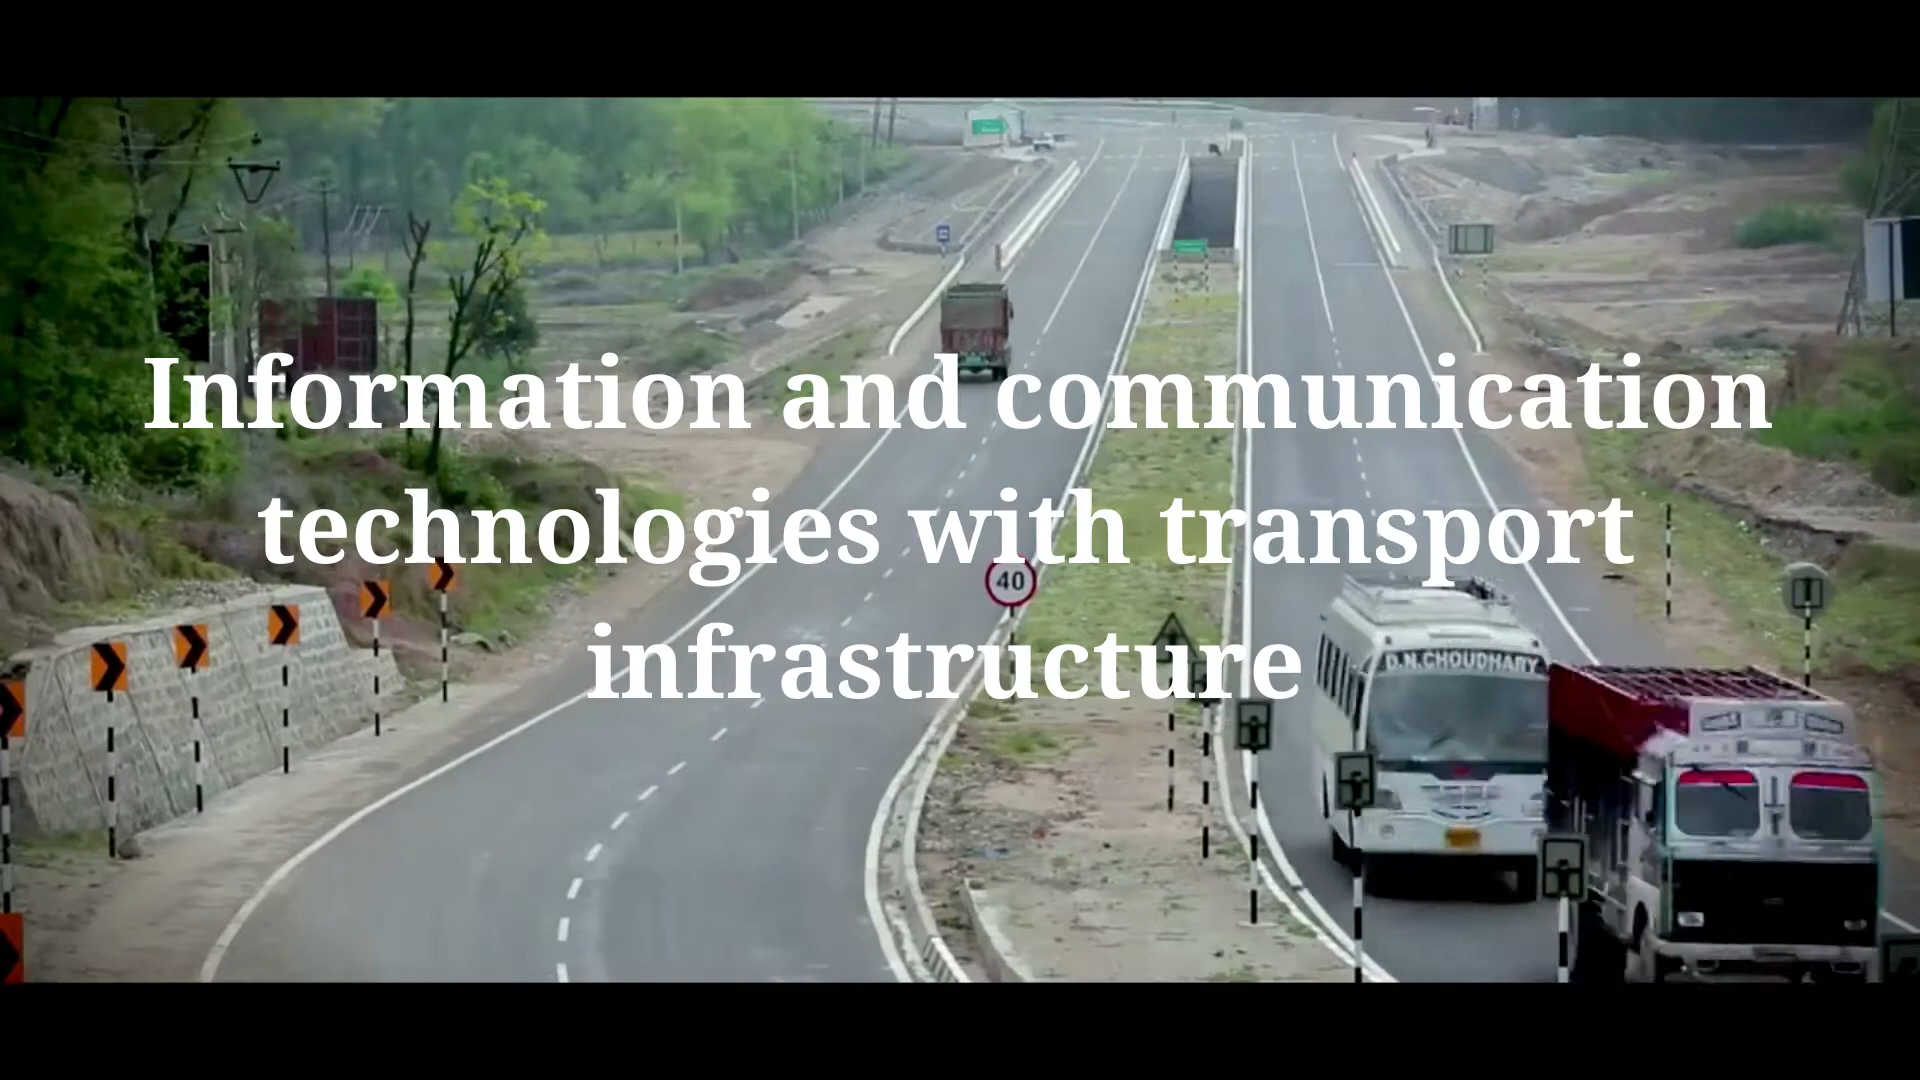 Information and communication
technologies with transport
infrastructure
40
D.N.CHOUDHARY